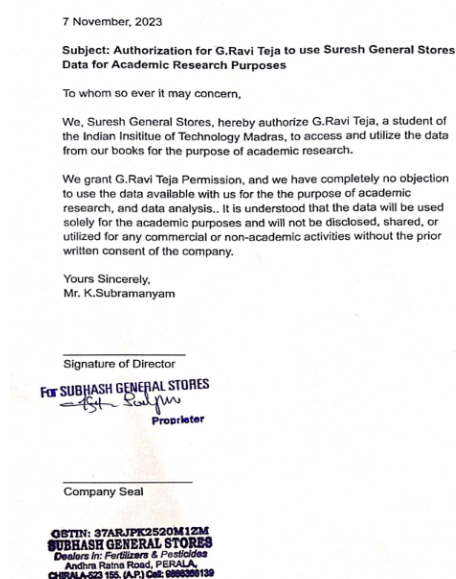 7 November, 2023
Subject: Authorization for G.Ravi Teja to use Suresh General Stores
Data for Academic Research Purposes
To whom so ever it may concern,
We, Suresh General Stores, hereby authorize G.Ravi Teja, a student of
the Indian Insititue of Technology Madras, to access and utilize the data
from our books for the purpose of academic research.
We grant G.Ravi Teja Permission, and we have completely no objection
to use the data available with us for the the purpose of academic
research, and data analysis.. It is understood that the data will be used
solely for the academic purposes and will not be disclosed, shared, or
utilized for any commercial or non-academic activities without the prior
written consent of the company.
Yours Sincerely,
Mr. K.Subramanyam
Signature of Director
For SUBHASH GENERAL STORES
Proprieter
Company Seal
GSTIN: 37ARJPK2520M1ZM
SUBHASH GENERAL STORES
Dealers in: Fertilizers & Pesticides
Andhra Ratna Road, PERALA,
CHIRALA-523 155. (A.P.) Cell: